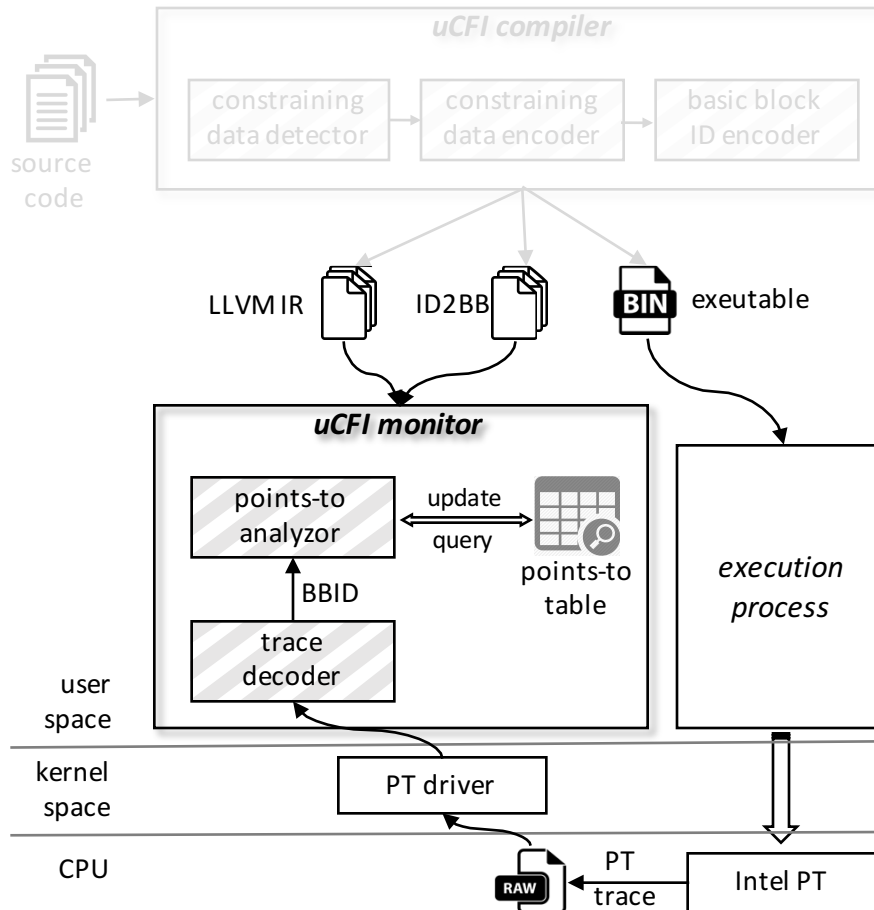 uCFI compiler
constraining
data detector
constraining
data encoder
basic block
ID encoder
source
code
LLVM IR
ID2BB
BIN
exeutable
uCFI monitor
points-to
analyzor
update
query
points-to
table
BBID
trace
decoder
execution
process
user
space
kernel
space
PT driver
CPU
RAW
PT
trace
Intel PT